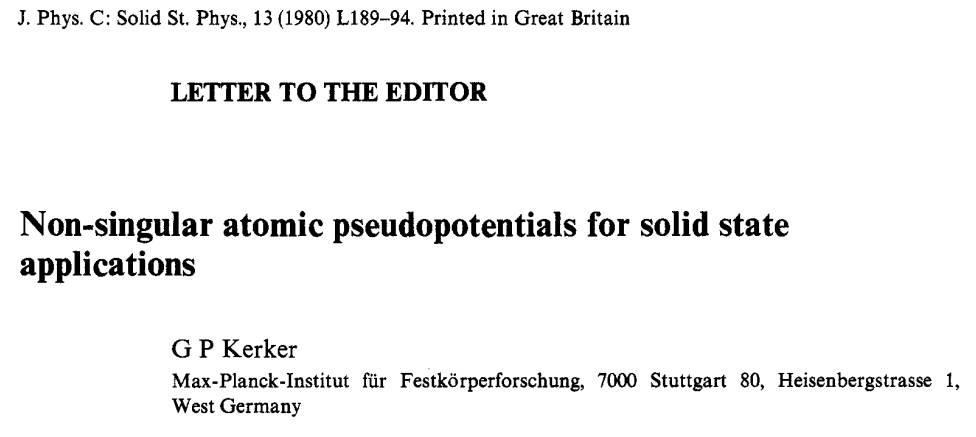 J. Phys. C: Solid St. Phys., 13 (1980) L189–94. Printed in Great Britain
LETTER TO THE EDITOR
Non-singular atomic pseudopotentials for solid state
applications
G P Kerker
Max-Planck-Institut für Festkörperforschung, 7000 Stuttgart 80, Heisenbergstrasse 1,
West Germany